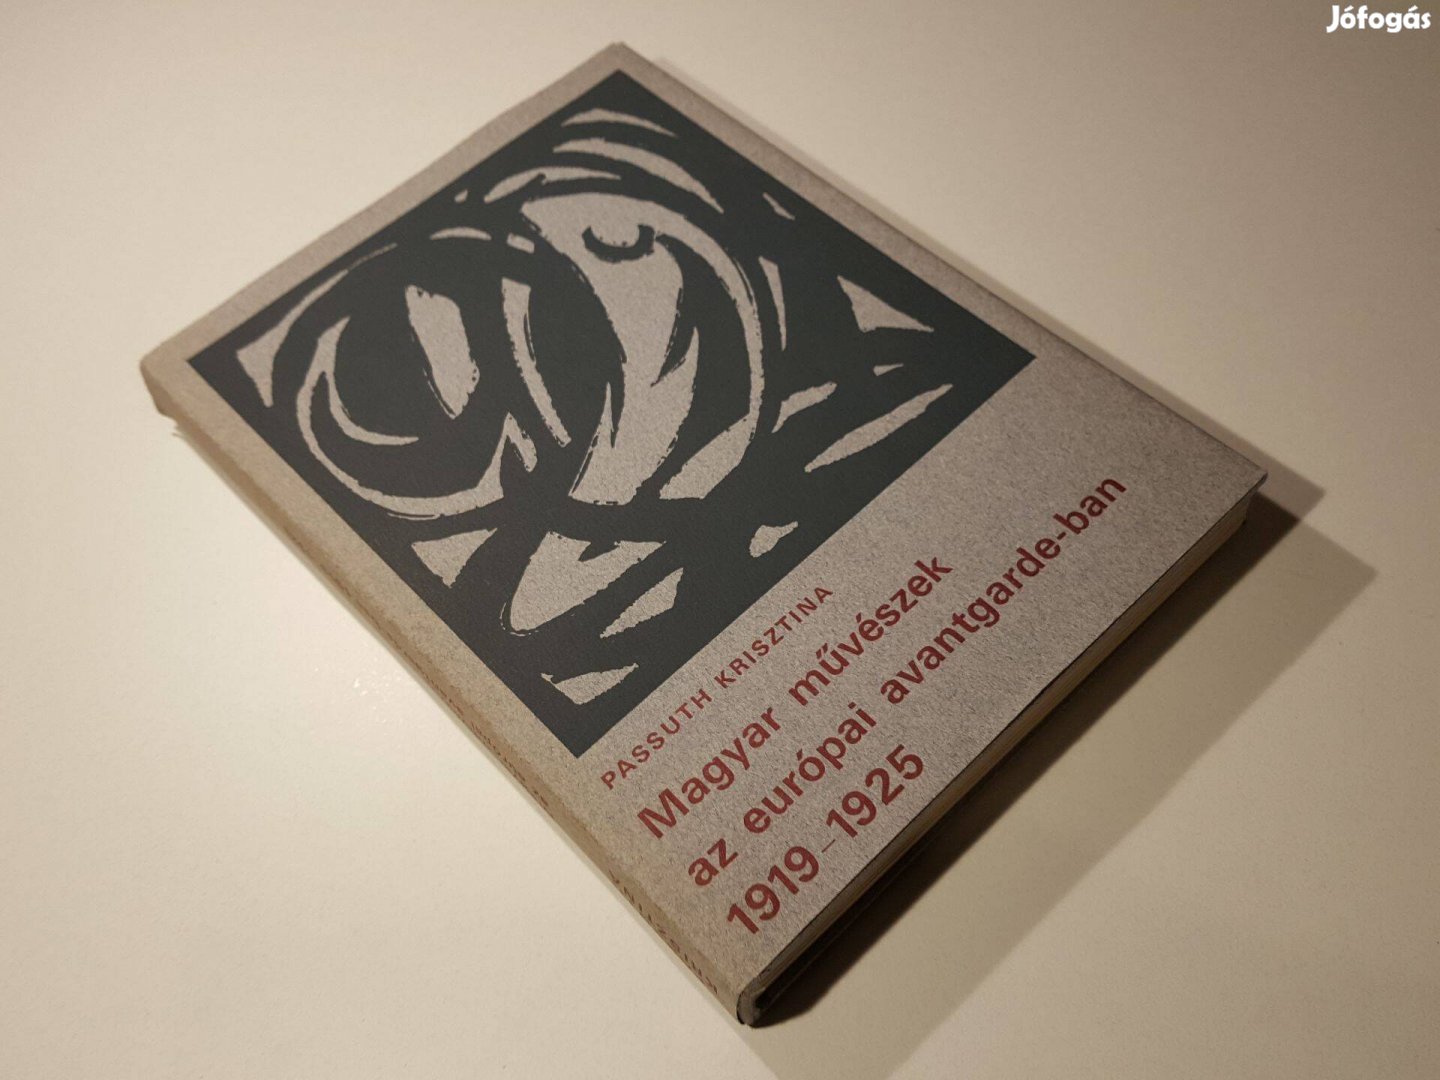 Jófogás
PASSUTH KRISZTINA
Magyar művészek
az európai avantgarde-ban
1919-1925